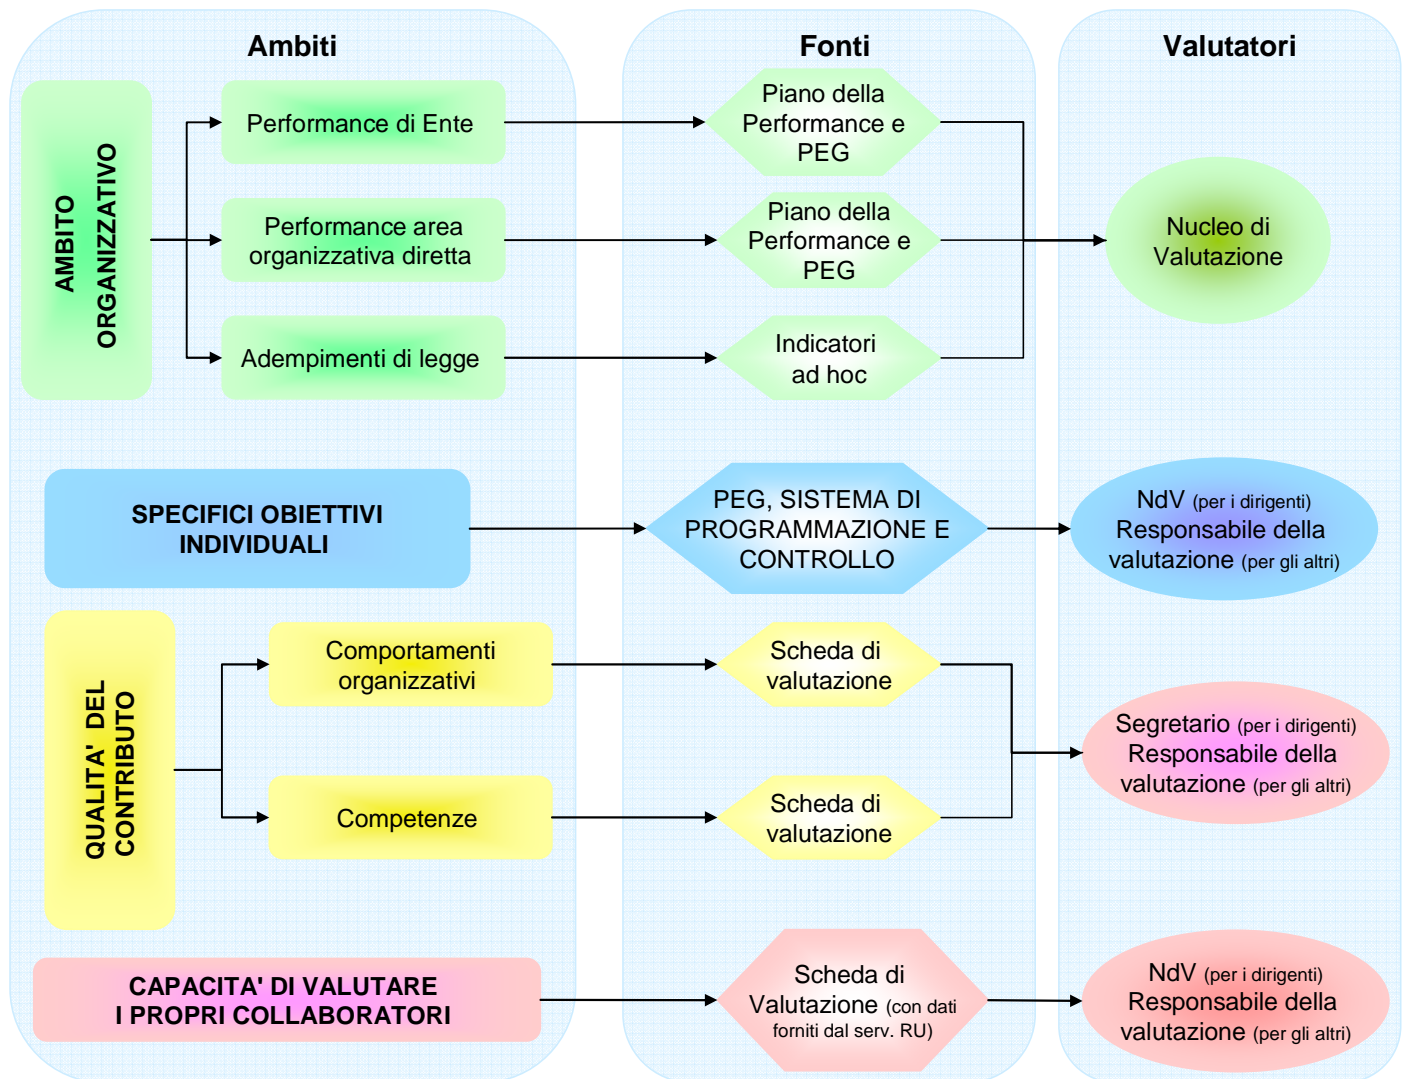 Ambiti
Fonti
Valutatori
AMBITO
ORGANIZZATIVO
Performance di Ente
Piano della
Performance e
PEG
Performance area
organizzativa diretta
Piano della
Performance e
PEG
Adempimenti di legge
Indicatori
ad hoc
Nucleo di
Valutazione
SPECIFICI OBIETTIVI
INDIVIDUALI
PEG, SISTEMA DI
PROGRAMMAZIONE E
CONTROLLO
NdV (per i dirigenti)
Responsabile della
valutazione (per gli altri)
QUALITA' DEL
CONTRIBUTO
Comportamenti
organizzativi
Scheda di
valutazione
Competenze
Scheda di
valutazione
Segretario (per i dirigenti)
Responsabile della
valutazione (per gli altri)
CAPACITA' DI VALUTARE
I PROPRI COLLABORATORI
Scheda di
Valutazione (con dati
forniti dal serv. RU)
NdV (per i dirigenti)
Responsabile della
valutazione (per gli altri)